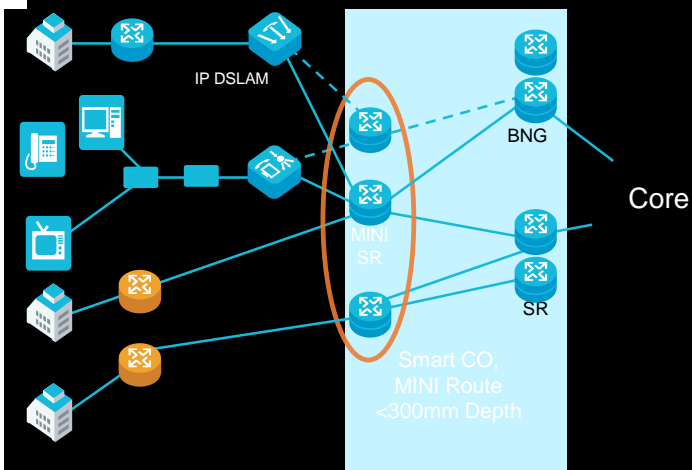 IP DSLAM
BNG
Core
MINI
SR
SR
Smart CO,
MINI Route
<300mm Depth